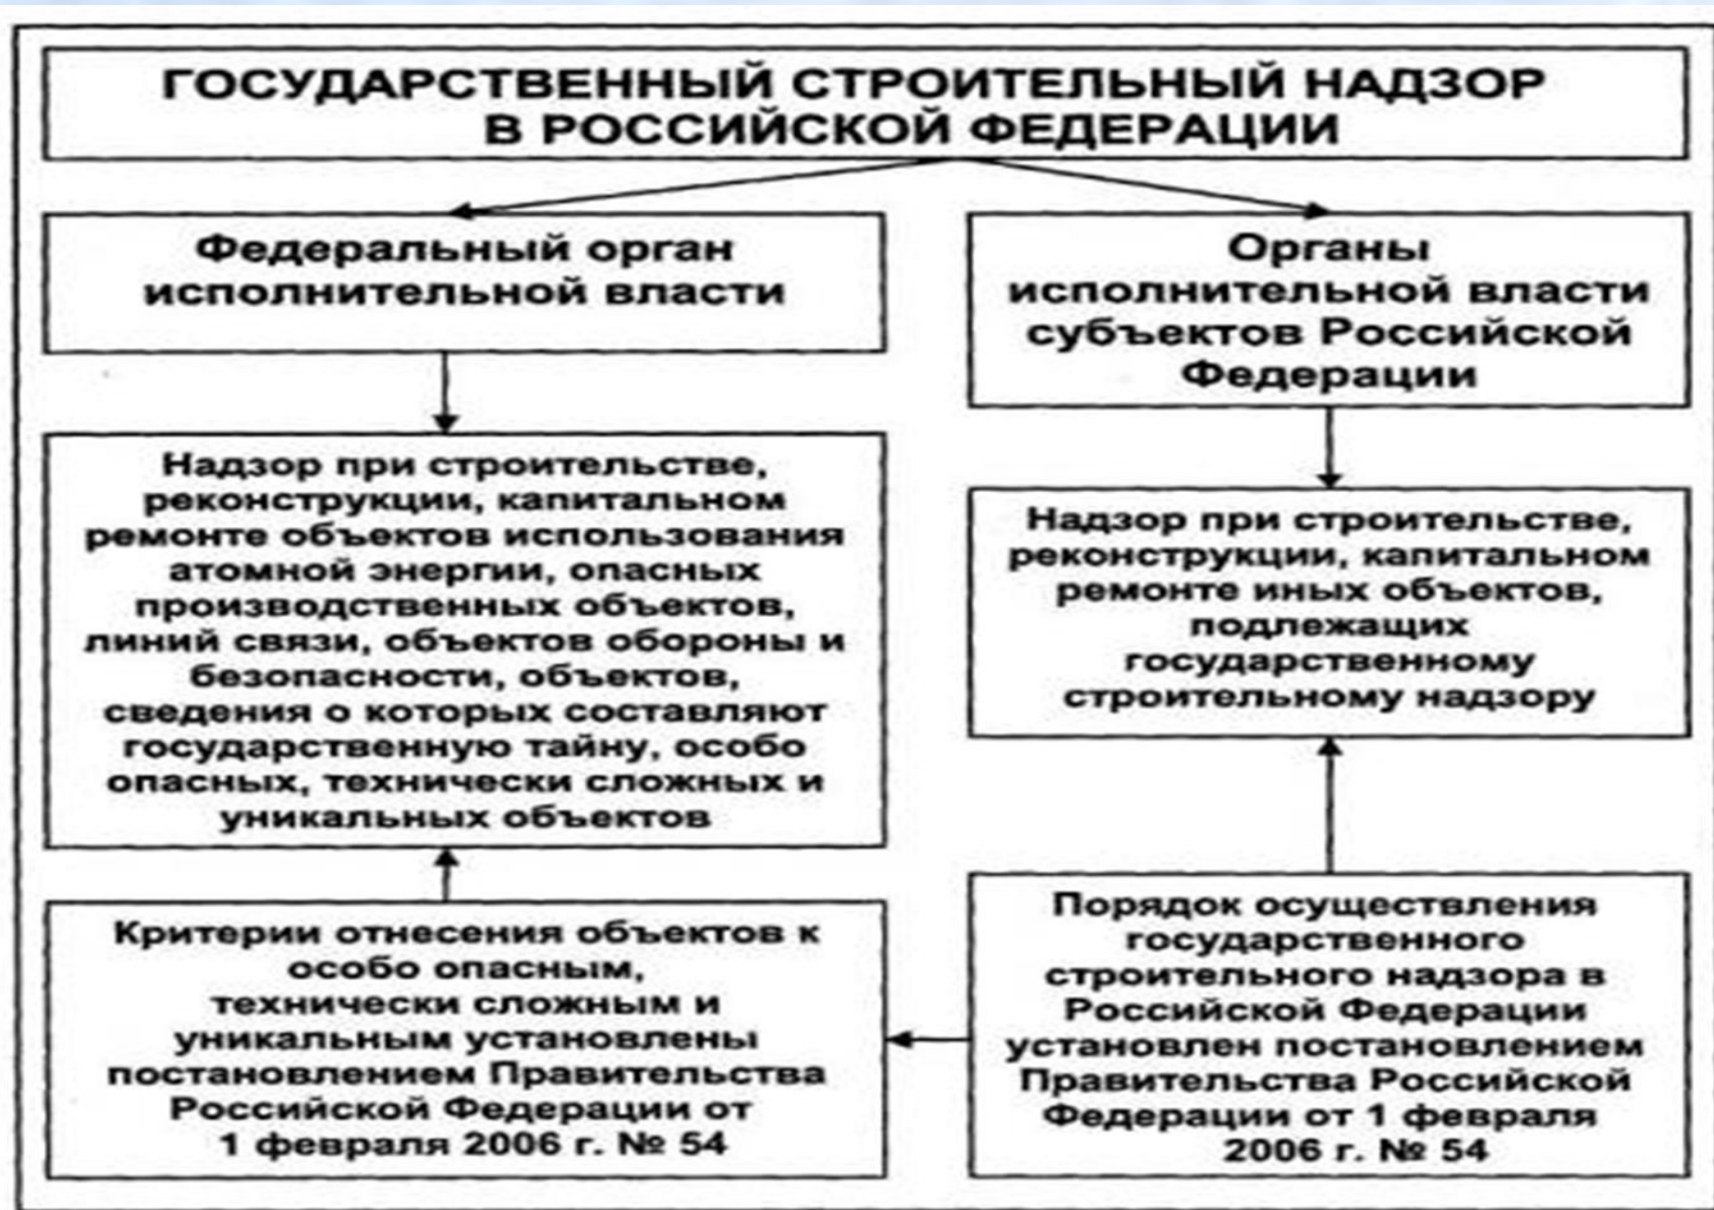 ГОСУДАРСТВЕННЫЙ СТРОИТЕЛЬНЫЙ НАДЗОР
В РОССИЙСКОЙ ФЕДЕРАЦИИ
Федеральный орган
исполнительной власти
Органы
исполнительной власти
субъектов Российской
Федерации
Надзор при строительстве,
реконструкции, капитальном
ремонте объектов использования
атомной энергии, опасных
производственных объектов,
линий связи, объектов обороны и
безопасности, объектов,
сведения о которых составляют
государственную тайну, особо
опасных, технически сложных и
уникальных объектов
Надзор при строительстве,
реконструкции, капитальном
ремонте иных объектов,
подлежащих
государственному
строительному надзору
Критерии отнесения объектов к
особо опасным,
технически сложным и
уникальным установлены
постановлением Правительства
Российской Федерации от
1 февраля 2006 г. № 54
Порядок осуществления
государственного
строительного надзора в
Российской Федерации
установлен постановлением
Правительства Российской
Федерации от 1 февраля
2006 г. № 54